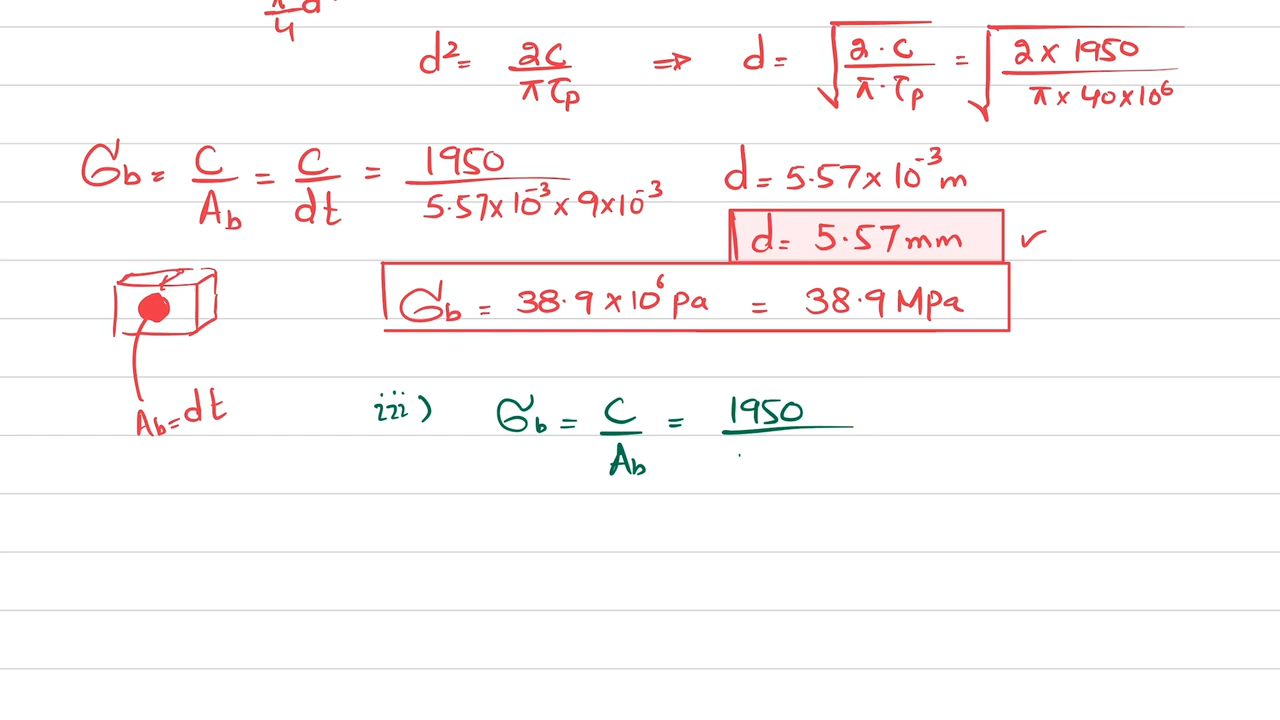 π/4 d
d² = 2C / πτp ⇒ d = √(2·C / π·τp) = √(2 × 1950 / π × 40 × 10⁶)
σb = C / Ab = C / dt = 1950 / 5.57 × 10⁻³ × 9 × 10⁻³
d = 5.57 × 10⁻³ m
d = 5.57 mm ✓
σb = 38.9 × 10⁶ pa = 38.9 MPa
Ab = dt
iii) σb = C / Ab = 1950